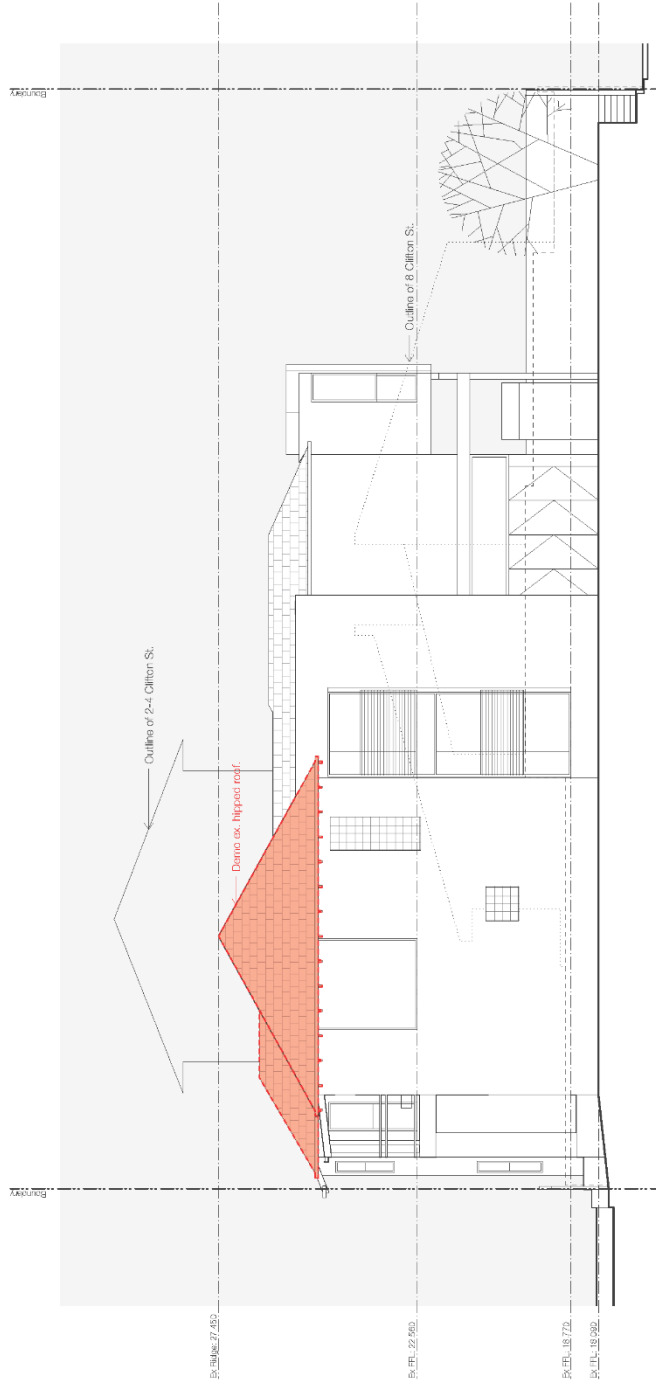 Boundary
Outline of 2-4 Clifton St.
Demo ex. hipped roof.
Outline of 8 Clifton St.
Boundary
Ex Ridge: 27.450
Ex FFL: 22.560
Ex FFL: 18.770
Ex FFL: 18.090